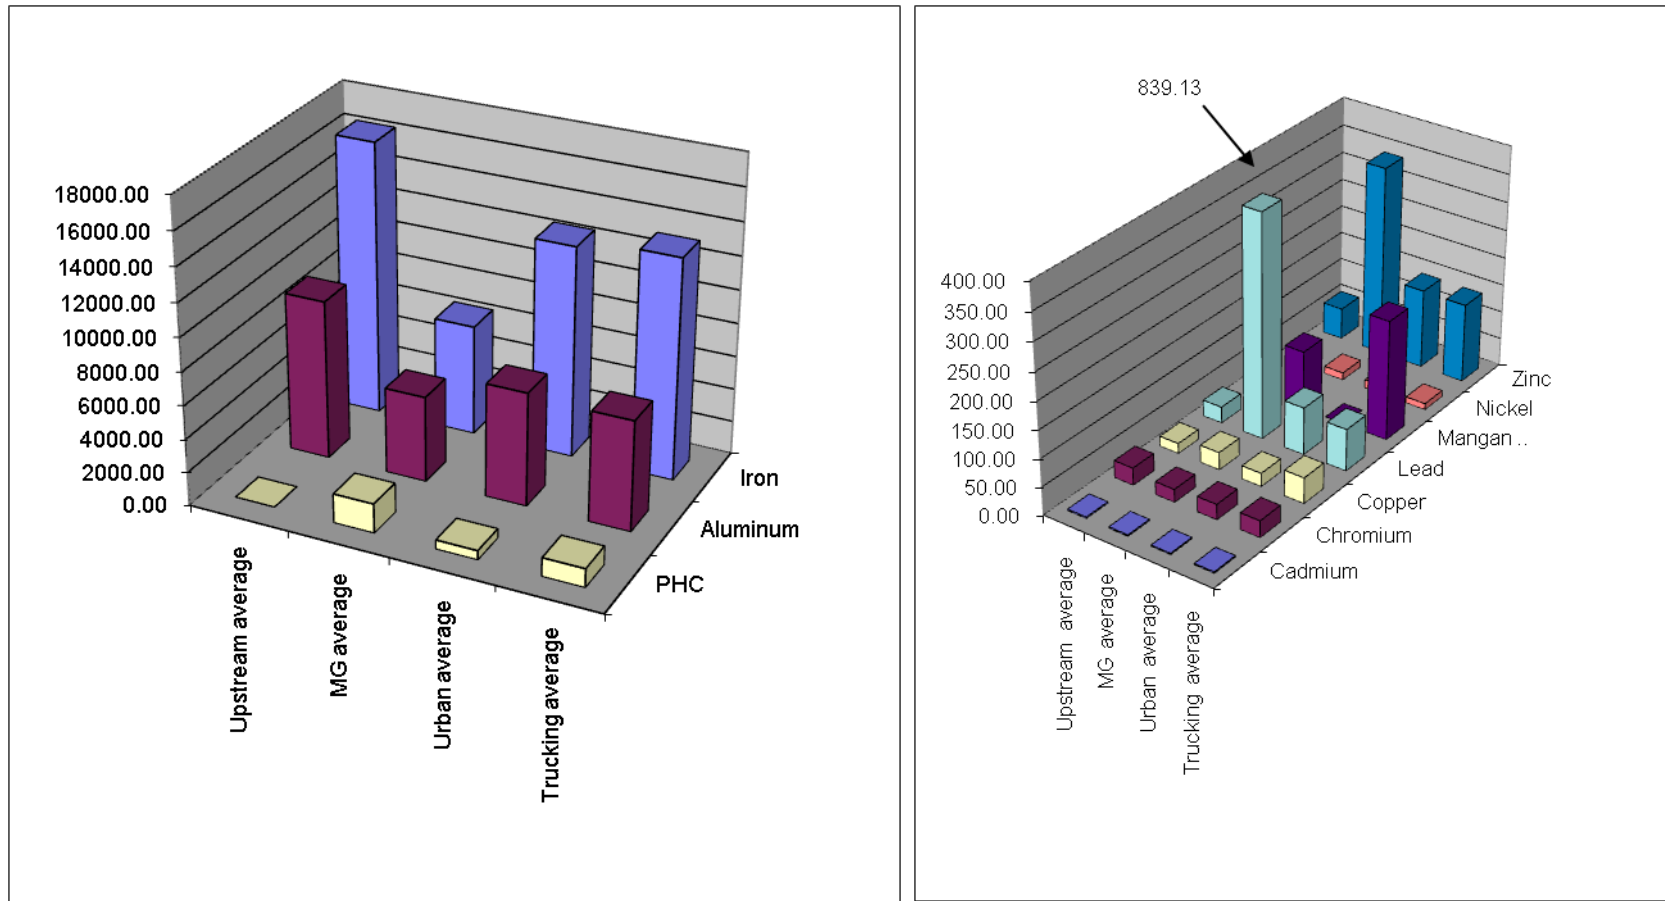 18000.00
16000.00
14000.00
12000.00
10000.00
8000.00
6000.00
4000.00
2000.00
0.00
Upstream average
MG average
Urban average
Trucking average
PHC
Aluminum
Iron
839.13
400.00
350.00
300.00
250.00
200.00
150.00
100.00
50.00
0.00
Upstream average
MG average
Urban average
Trucking average
Cadmium
Chromium
Copper
Lead
Mangan ..
Nickel
Zinc